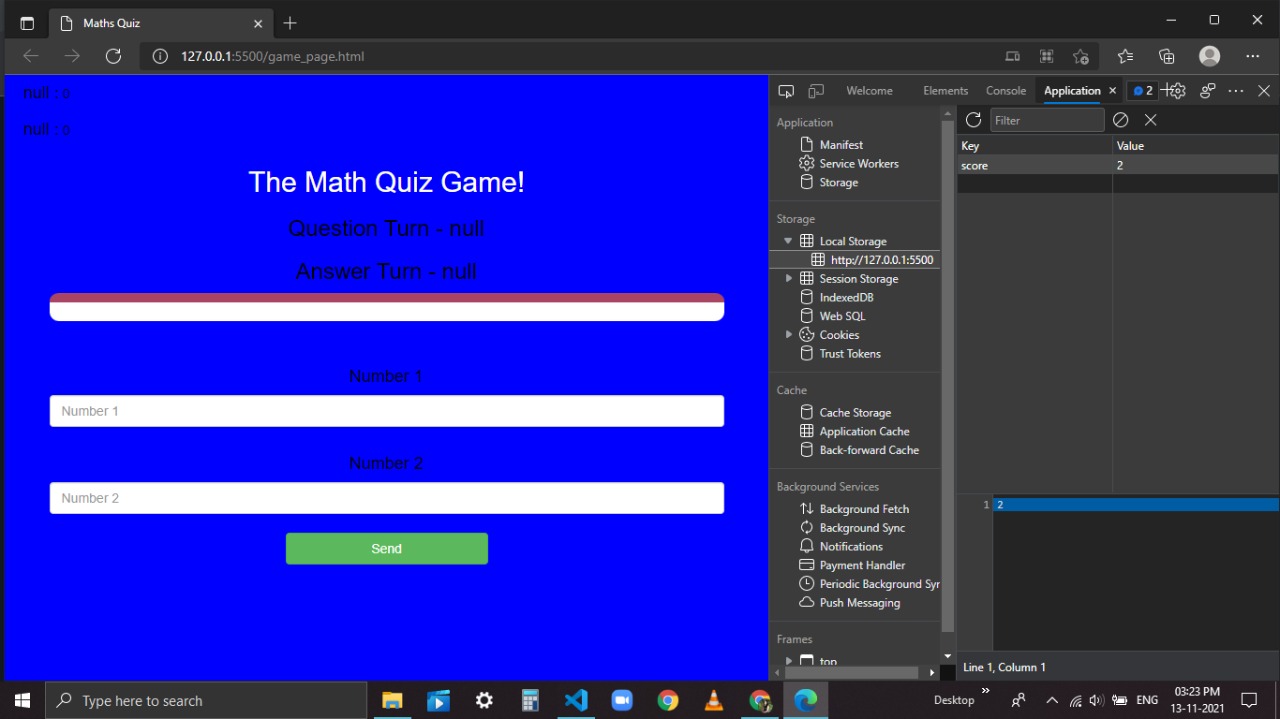 Maths Quiz
127.0.0.1:5500/game_page.html
null : 0
null : 0
The Math Quiz Game!
Question Turn - null
Answer Turn - null
Number 1
Number 1
Number 2
Number 2
Send
Welcome
Elements
Console
Application
2
Application
Manifest
Service Workers
Storage
Storage
Local Storage
http://127.0.0.1:5500
Session Storage
IndexedDB
Web SQL
Cookies
Trust Tokens
Cache
Cache Storage
Application Cache
Back-forward Cache
Background Services
Background Fetch
Background Sync
Notifications
Payment Handler
Periodic Background Syn
Push Messaging
Frames
top
Filter
Key Value
score 2
1 2
Line 1, Column 1
Type here to search
Desktop
ENG
03:23 PM
13-11-2021